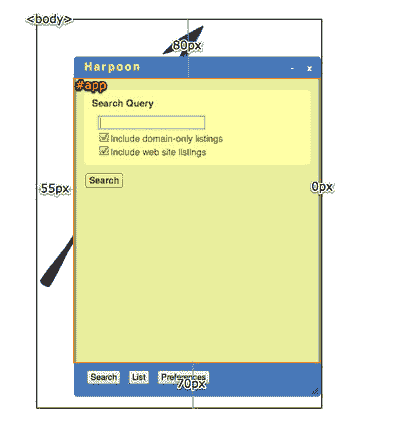 <body>
80px
Harpoon - x
#app
Search Query
Include domain-only listings
Include web site listings
55px
0px
Search
Search List Preferences
70px